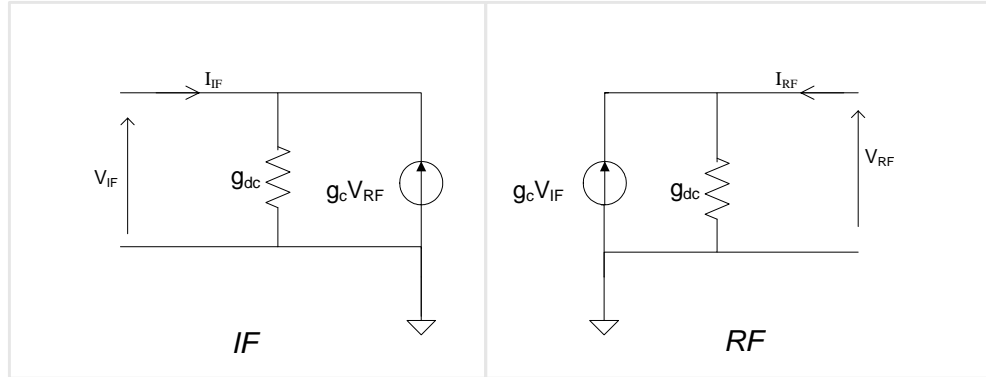 I_IF
V_IF
g_dc
g_cV_RF
IF
I_RF
g_cV_IF
g_dc
V_RF
RF